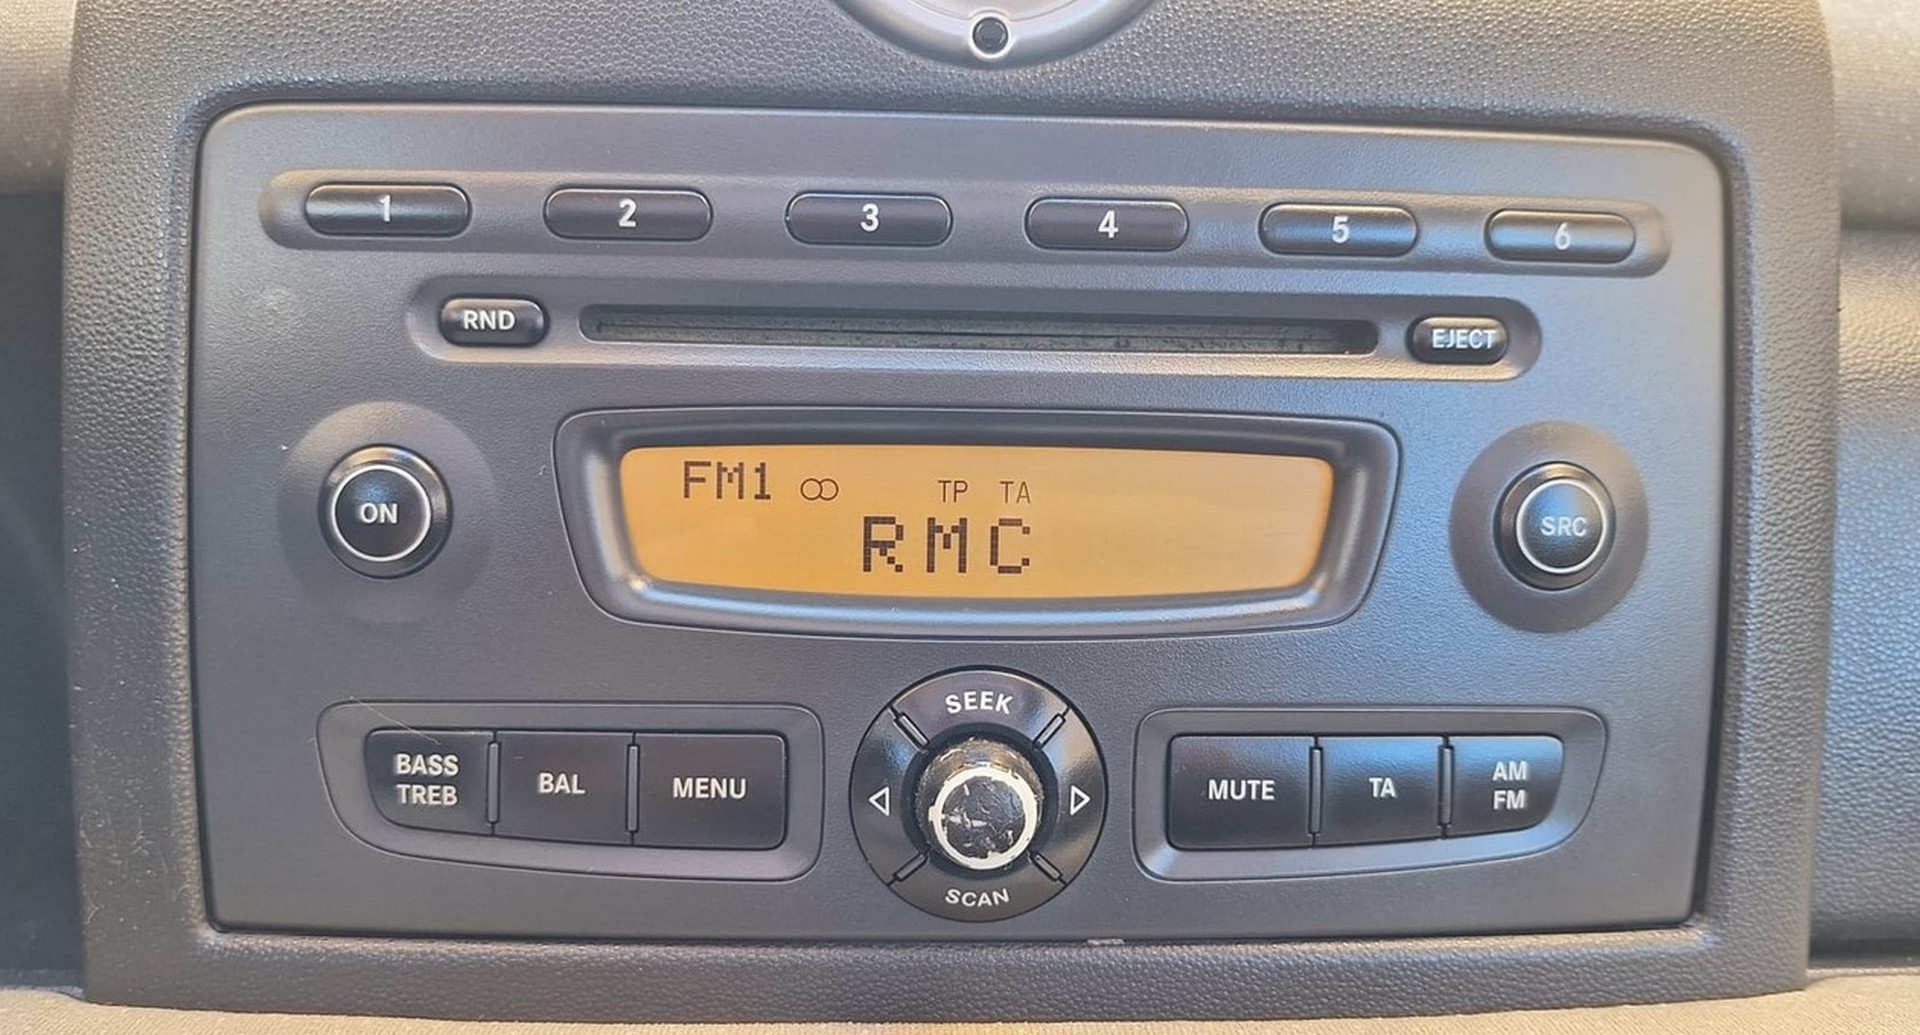 1 2 3 4 5 6
RND EJECT
FM1 TP TA
RMC
ON
SRC
SEEK
BASS
TREB
BAL
MENU
MUTE
TA
AM
FM
SCAN